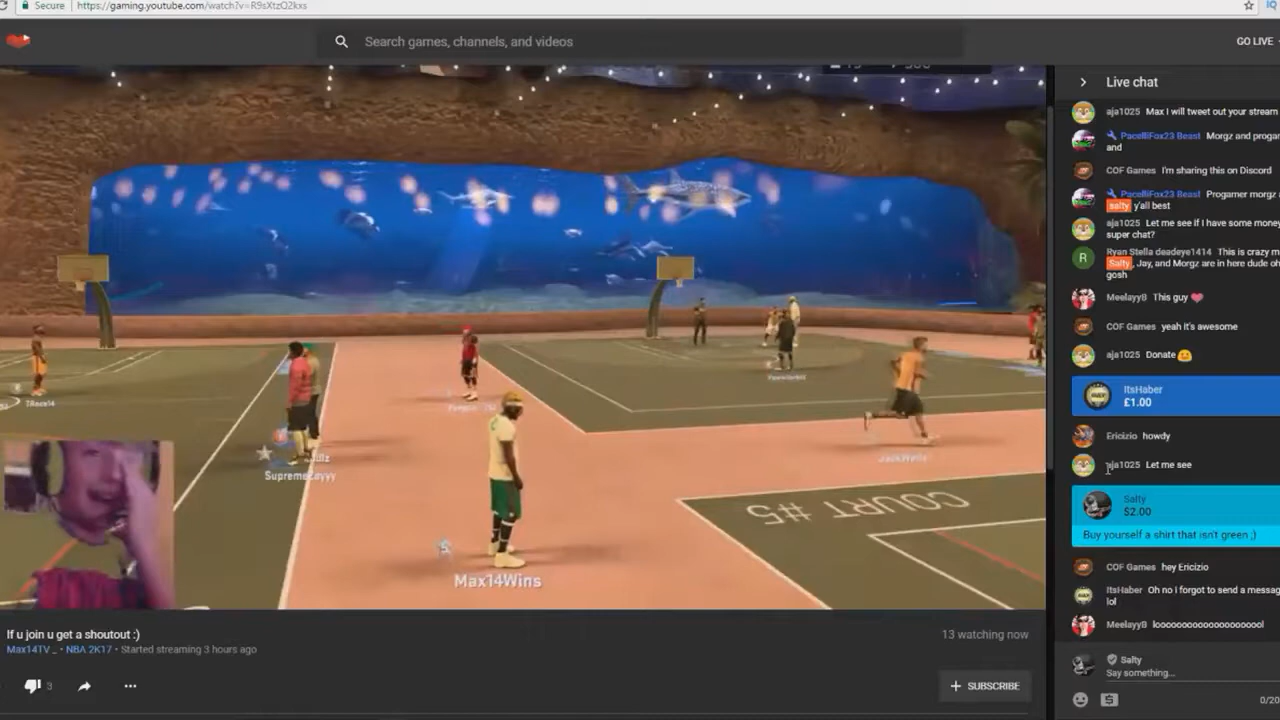 Secure https://gaming.youtube.com/watch?v=R9sXtzQ2kxs
Search games, channels, and videos
GO LIVE
Live chat
aja1025 Max I will tweet out your stream
PacelliFox23 Beast Morgz and progam
and
COF Games I'm sharing this on Discord
PacelliFox23 Beast Progamer morgz
salty y'all best
aja1025 Let me see if I have some money
super chat?
R Ryan Stella deadeye1414 This is crazy m
Salty, Jay, and Morgz are in here dude oh
gosh
MeelayyB This guy
COF Games yeah it's awesome
aja1025 Donate
ItsHaber
£1.00
Ericizio howdy
aja1025 Let me see
Salty
$2.00
Buy yourself a shirt that isn't green ;)
COF Games hey Ericizio
ItsHaber Oh no i forgot to send a messag
lol
MeelayyB looooooooooooooooooool
Salty
Say something...
0/20
TRecx14
SupremeZayyy
JackWells
COURT #5
Max14Wins
If u join u get a shoutout :)
13 watching now
Max14TV_ • NBA 2K17 • Started streaming 3 hours ago
3
SUBSCRIBE